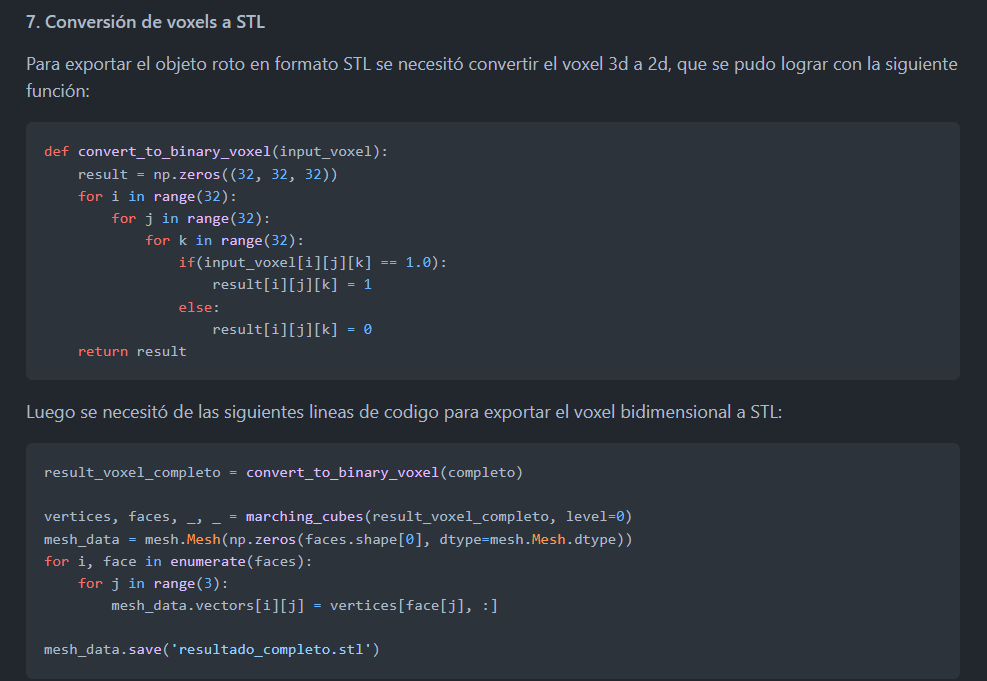 7. Conversión de voxels a STL
Para exportar el objeto roto en formato STL se necesitó convertir el voxel 3d a 2d, que se pudo lograr con la siguiente
función:
def convert_to_binary_voxel(input_voxel):
    result = np.zeros((32, 32, 32))
    for i in range(32):
        for j in range(32):
            for k in range(32):
                if(input_voxel[i][j][k] == 1.0):
                    result[i][j][k] = 1
                else:
                    result[i][j][k] = 0
    return result
Luego se necesitó de las siguientes lineas de codigo para exportar el voxel bidimensional a STL:
result_voxel_completo = convert_to_binary_voxel(completo)
vertices, faces, _, _ = marching_cubes(result_voxel_completo, level=0)
mesh_data = mesh.Mesh(np.zeros(faces.shape[0], dtype=mesh.Mesh.dtype))
for i, face in enumerate(faces):
    for j in range(3):
        mesh_data.vectors[i][j] = vertices[face[j], :]
mesh_data.save('resultado_completo.stl')